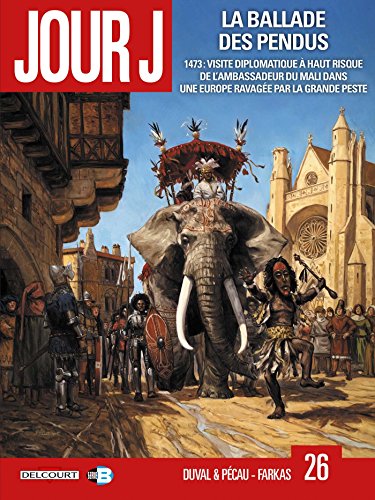 JOUR J
LA BALLADE
DES PENDUS
1473 : VISITE DIPLOMATIQUE À HAUT RISQUE
DE L'AMBASSADEUR DU MALI DANS
UNE EUROPE RAVAGÉE PAR LA GRANDE PESTE
DELCOURT
SÉRIE B
DUVAL & PÉCAU - FARKAS 26